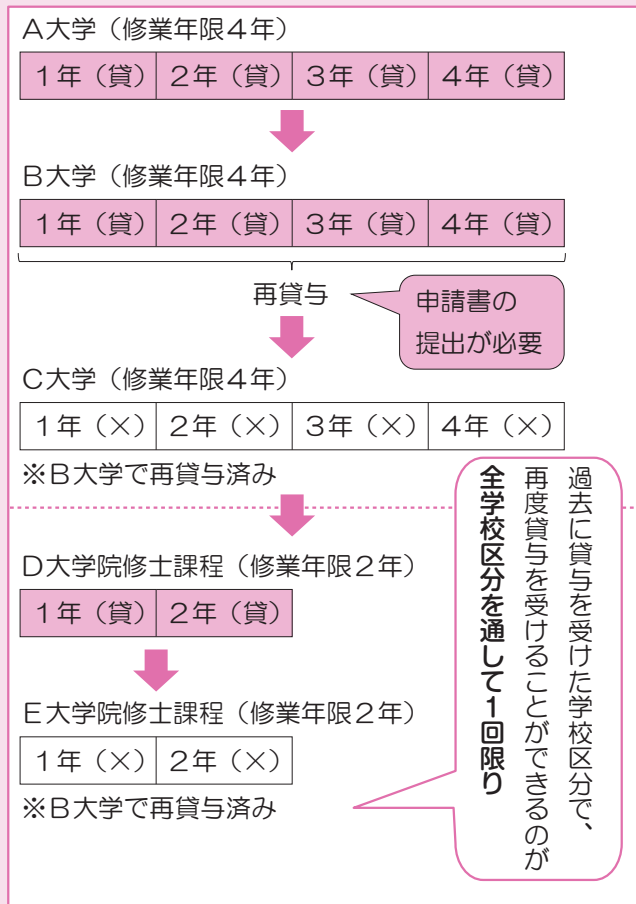 A大学（修業年限4年）
1年（貸） 2年（貸） 3年（貸） 4年（貸）
B大学（修業年限4年）
1年（貸） 2年（貸） 3年（貸） 4年（貸）
再貸与
申請書の
提出が必要
C大学（修業年限4年）
1年（×） 2年（×） 3年（×） 4年（×）
※B大学で再貸与済み
D大学院修士課程（修業年限2年）
1年（貸） 2年（貸）
E大学院修士課程（修業年限2年）
1年（×） 2年（×）
※B大学で再貸与済み
過去に貸与を受けた学校区分で、
再度貸与を受けることができるのが
全学校区分を通して1回限り